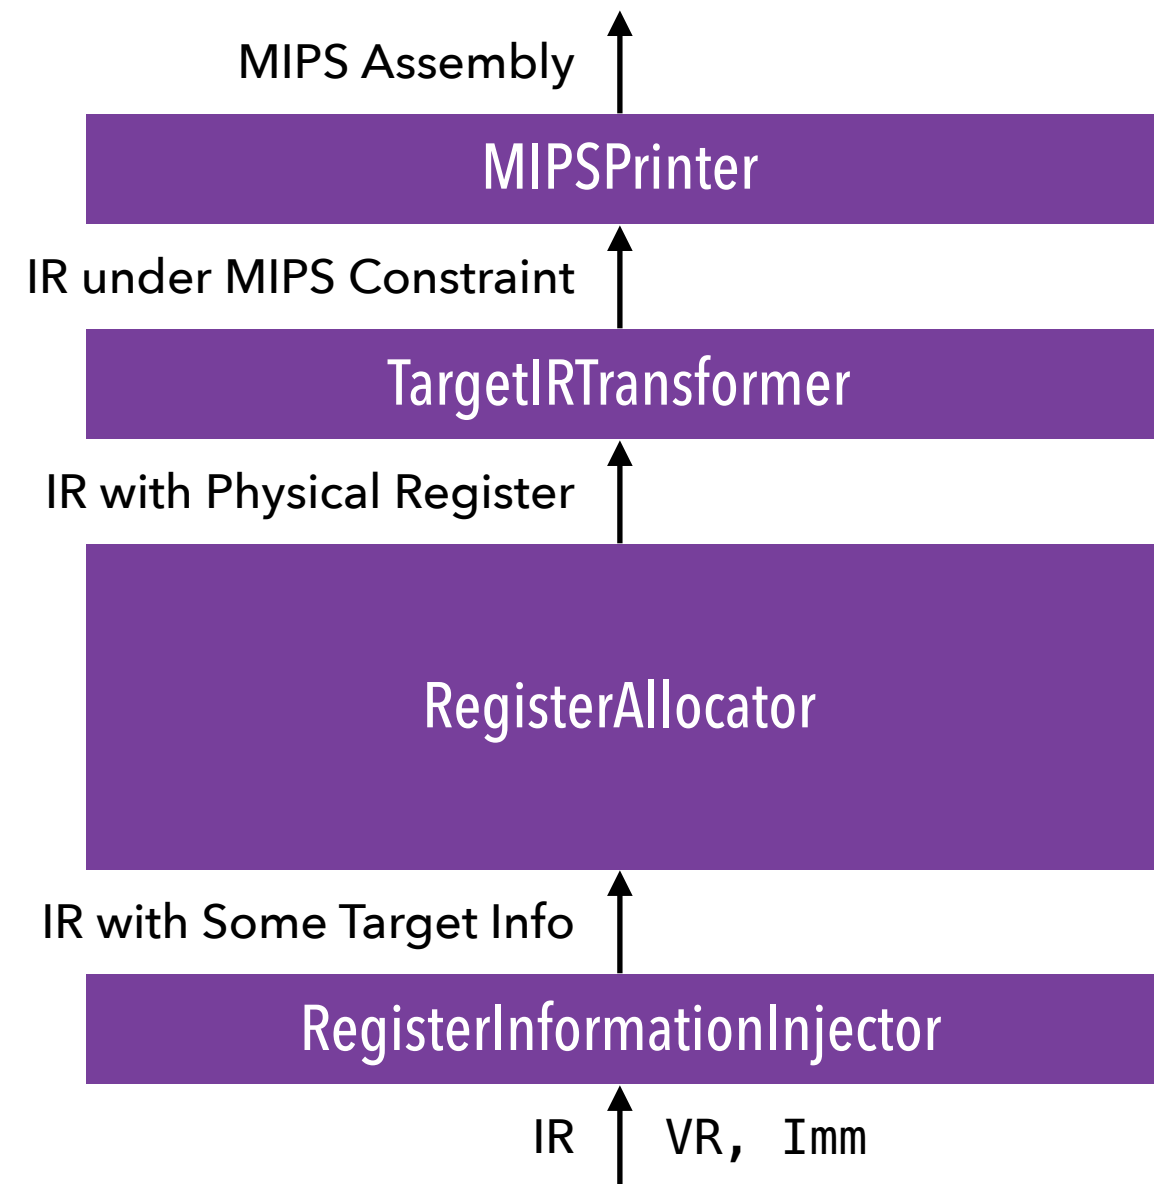 MIPS Assembly
MIPSPrinter
IR under MIPS Constraint
TargetIRTransformer
IR with Physical Register
RegisterAllocator
IR with Some Target Info
RegisterInformationInjector
IR VR, Imm